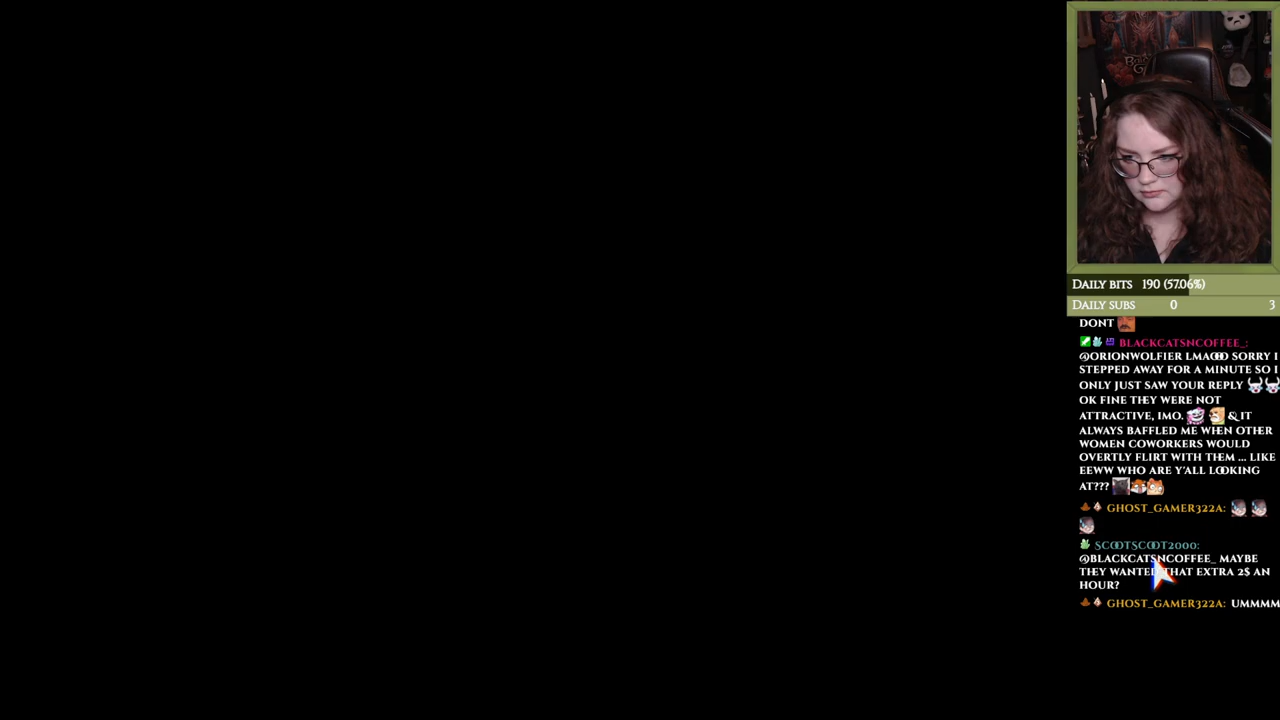 DAILY BITS 190 (57.06%)
DAILY SUBS 0 3
DONT
BLACKCATSNCOFFEE_:
@ORIONWOLFIER LMAOOD SORRY I
STEPPED AWAY FOR A MINUTE SO I
ONLY JUST SAW YOUR REPLY
OK FINE THEY WERE NOT
ATTRACTIVE, IMO. & IT
ALWAYS BAFFLED ME WHEN OTHER
WOMEN COWORKERS WOULD
OVERTLY FLIRT WITH THEM ... LIKE
EEWW WHO ARE Y'ALL LOOKING
AT???
GHOST_GAMER322A:
SCOOTSCOOT2000:
@BLACKCATSNCOFFEE_ MAYBE
THEY WANTED THAT EXTRA 2$ AN
HOUR?
GHOST_GAMER322A: UMMMM